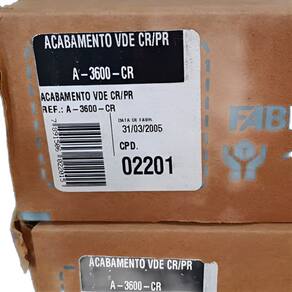 ACABAMENTO VDE CR/PR
A-3600-CR
ACABAMENTO VDE CR/PR
REF.: A-3600-CR
DATA DE FABR.
31/03/2005
CPD.
02201
ACABAMENTO VDE CR/PR
A-3600-CR